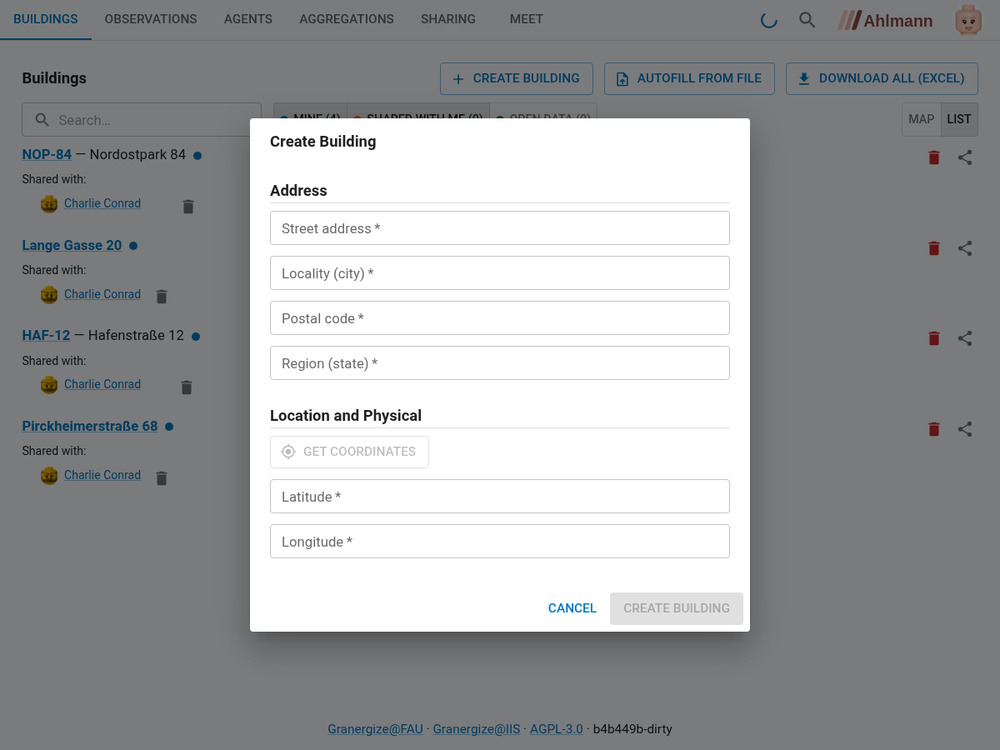 BUILDINGS OBSERVATIONS AGENTS AGGREGATIONS SHARING MEET Ahlmann
Buildings CREATE BUILDING AUTOFILL FROM FILE DOWNLOAD ALL (EXCEL)
Search... MINE (4) SHARED WITH ME (0) OPEN DATA (0) MAP LIST
NOP-84 — Nordostpark 84
Shared with:
Charlie Conrad
Lange Gasse 20
Shared with:
Charlie Conrad
HAF-12 — Hafenstraße 12
Shared with:
Charlie Conrad
Pirckheimerstraße 68
Shared with:
Charlie Conrad
Create Building
Address
Street address *
Locality (city) *
Postal code *
Region (state) *
Location and Physical
GET COORDINATES
Latitude *
Longitude *
CANCEL CREATE BUILDING
Granergize@FAU · Granergize@IIS · AGPL-3.0 · b4b449b-dirty